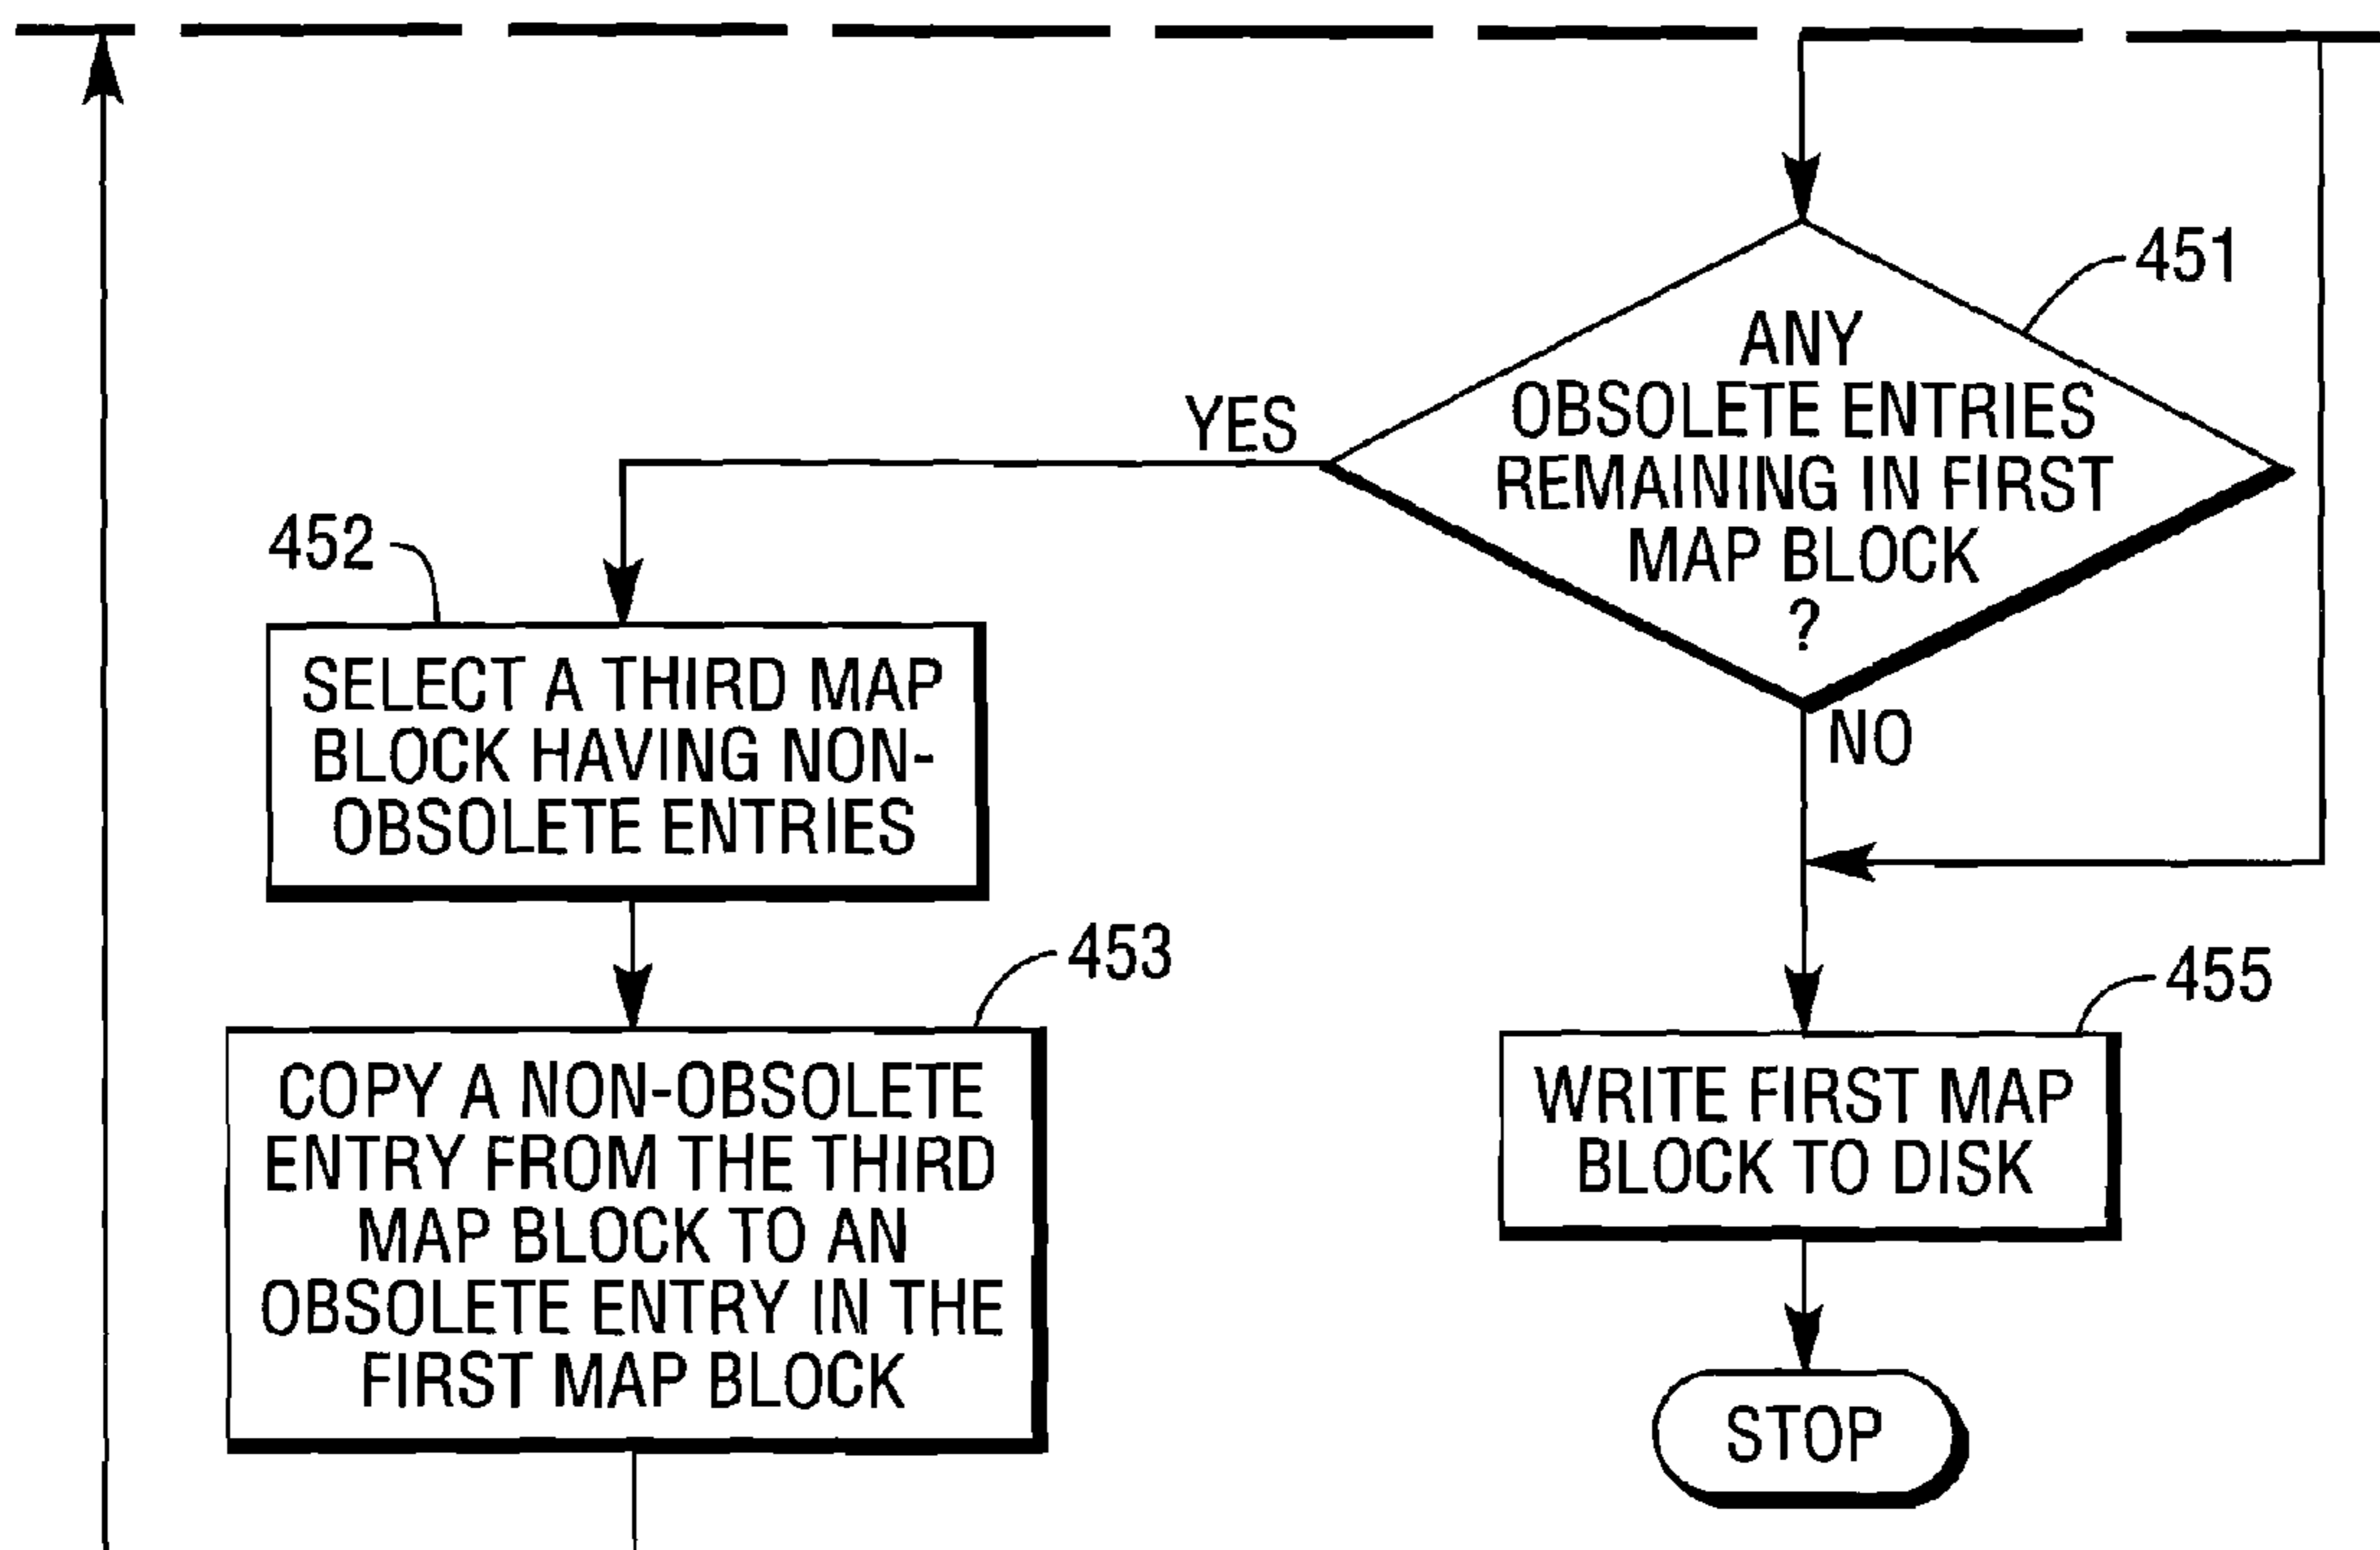 451
ANY
OBSOLETE ENTRIES
REMAINING IN FIRST
MAP BLOCK
?
YES
NO
452
SELECT A THIRD MAP
BLOCK HAVING NON-
OBSOLETE ENTRIES
453
COPY A NON-OBSOLETE
ENTRY FROM THE THIRD
MAP BLOCK TO AN
OBSOLETE ENTRY IN THE
FIRST MAP BLOCK
455
WRITE FIRST MAP
BLOCK TO DISK
STOP